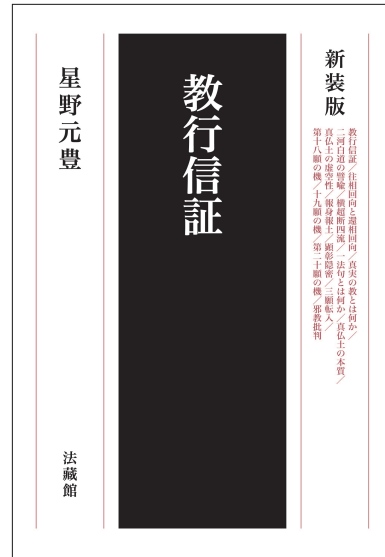 新装版
教行信証／往相回向と還相回向／真実の教とは何か／
二河白道の譬喩／横超断四流／一法句とは何か／真仏土の本質／
真仏土の虚空性／報身報土／顕彰隠密／三願転入／
第十八願の機／十九願の機／第二十願の機／邪教批判
教行信証
星野元豊
法藏館